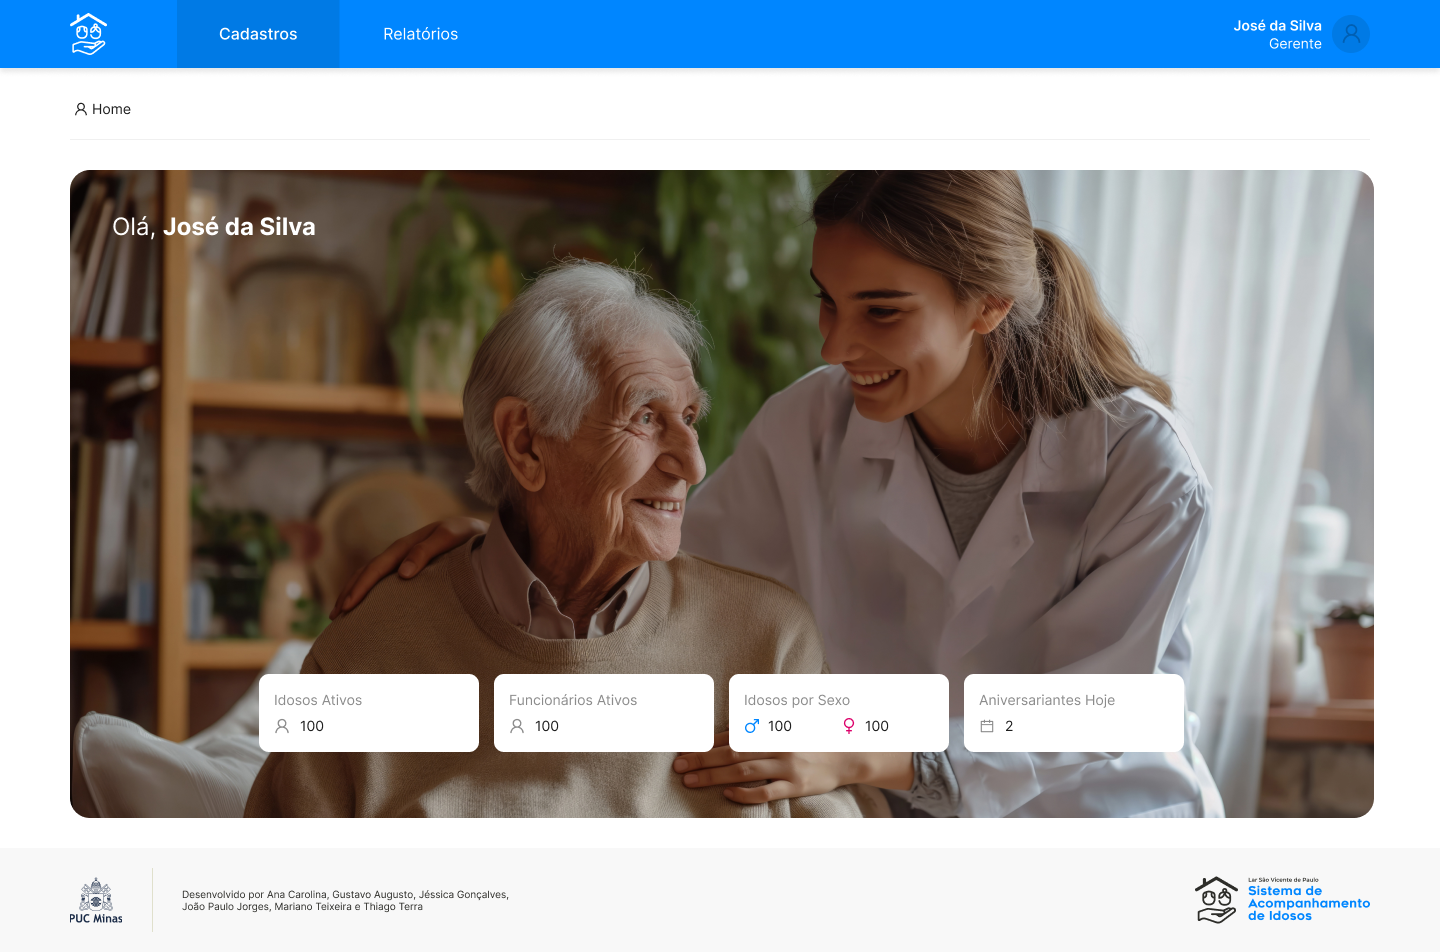 Cadastros
Relatórios
José da Silva
Gerente
Home
Olá, José da Silva
Idosos Ativos
100
Funcionários Ativos
100
Idosos por Sexo
100 100
Aniversariantes Hoje
2
PUC Minas
Desenvolvido por Ana Carolina, Gustavo Augusto, Jéssica Gonçalves,
João Paulo Jorges, Mariano Teixeira e Thiago Terra
Lar São Vicente de Paulo
Sistema de
Acompanhamento
de Idosos